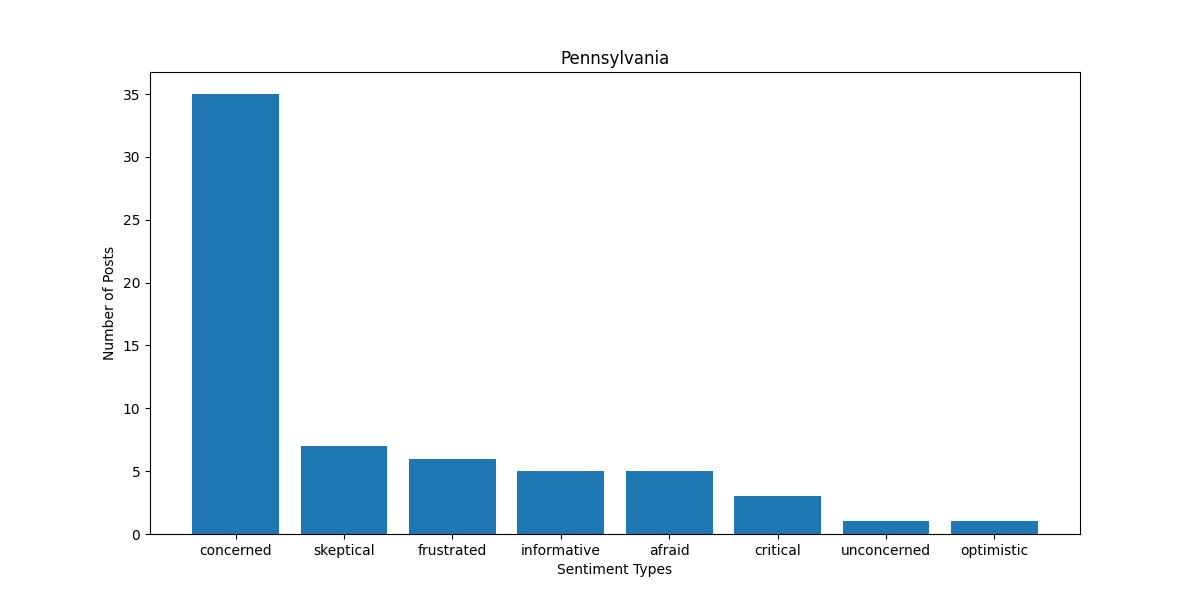 Pennsylvania
35
30
25
20
15
10
5
0
Number of Posts
concerned skeptical frustrated informative afraid critical unconcerned optimistic
Sentiment Types